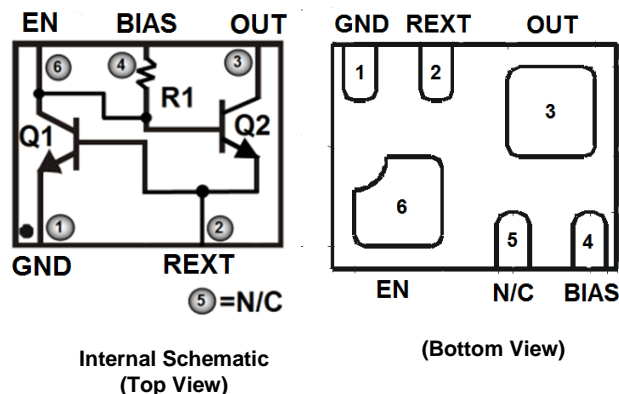 EN BIAS OUT
6 4 3
R1
Q1 Q2
1 2
GND REXT
5 =N/C
Internal Schematic
(Top View)
GND REXT OUT
1 2
3
6
5 4
EN N/C BIAS
(Bottom View)